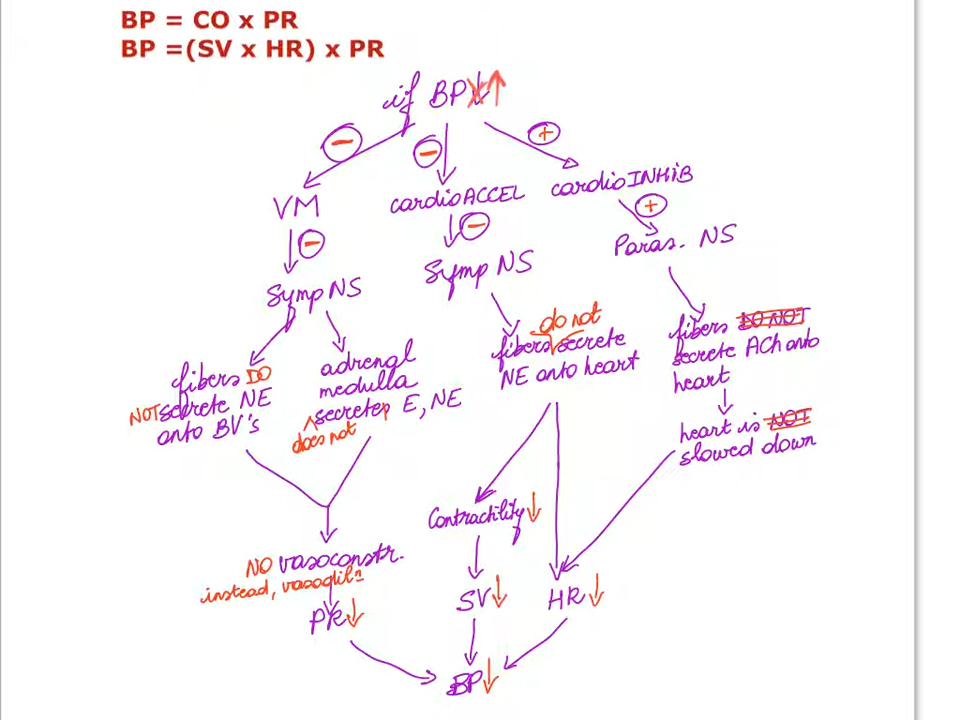 BP = CO x PR
BP =(SV x HR) x PR
if BP↓↑
− − +
VM
cardioACCEL
cardioINHIB
− − +
Symp NS
Symp NS
Paras. NS
fibers DO
NOT secrete NE
onto BV's
adrenal
medulla
secretes E, NE
does not
do not
fibers secrete
NE onto heart
fibers DO NOT
secrete ACh onto
heart
heart is NOT
slowed down
Contractility↓
NO vasoconstr.
instead, vasodil^n
PR↓
SV↓
HR↓
BP↓